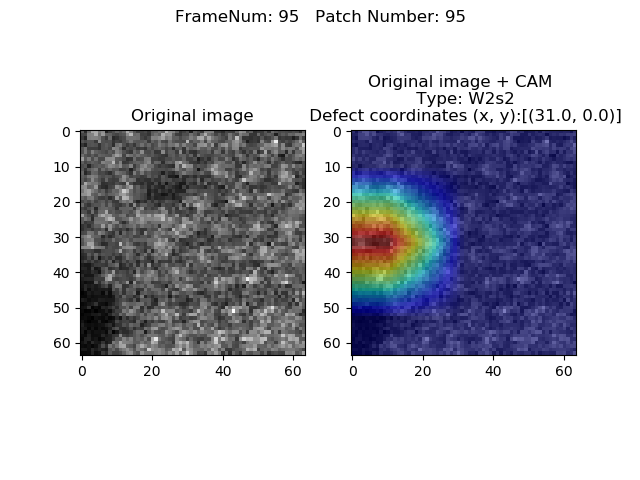 FrameNum: 95   Patch Number: 95
Original image
Original image + CAM
Type: W2s2
Defect coordinates (x, y):[(31.0, 0.0)]
0
10
20
30
40
50
60
0 20 40 60
0
10
20
30
40
50
60
0 20 40 60